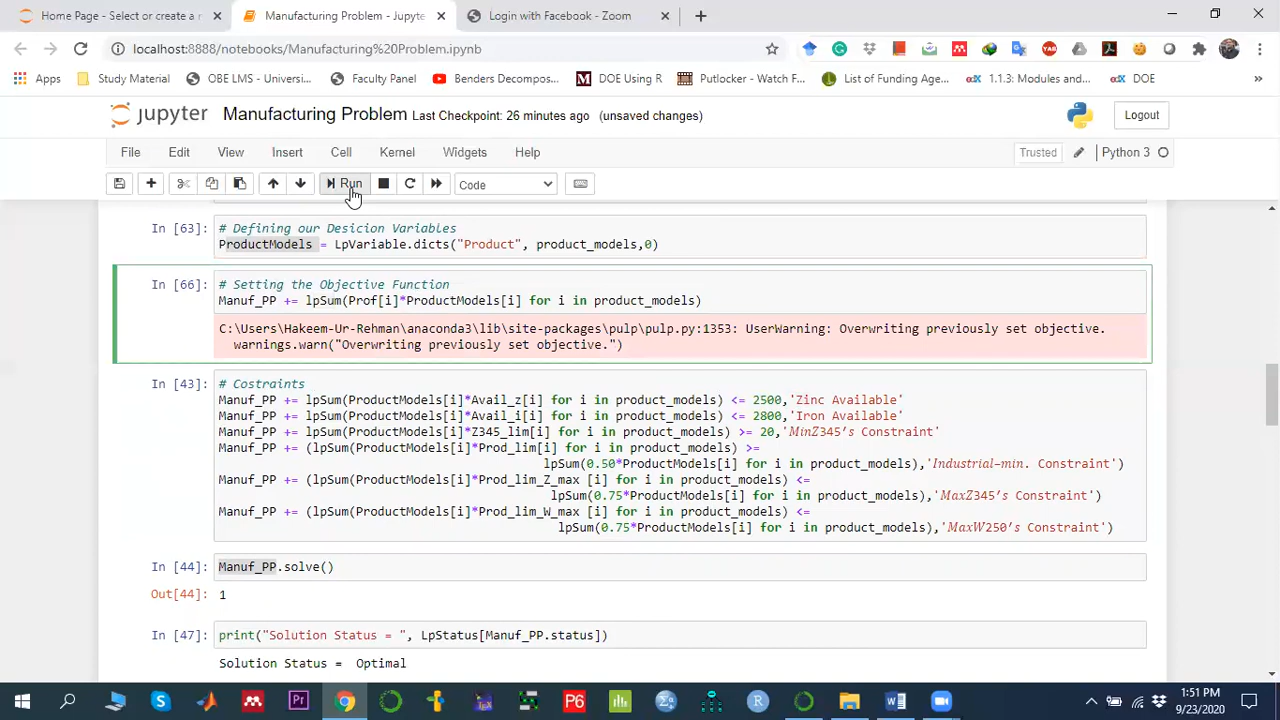 Home Page - Select or create a n
Manufacturing Problem - Jupyte
Login with Facebook - Zoom
localhost:8888/notebooks/Manufacturing%20Problem.ipynb
Apps
Study Material
OBE LMS - Universi...
Faculty Panel
Benders Decompos...
DOE Using R
Putlocker - Watch F...
List of Funding Age...
1.1.3: Modules and...
DOE
»
jupyter
Manufacturing Problem Last Checkpoint: 26 minutes ago (unsaved changes)
Logout
File Edit View Insert Cell Kernel Widgets Help
Trusted
Python 3
Run
Code
In [63]:
# Defining our Desicion Variables
ProductModels = LpVariable.dicts("Product", product_models,0)
In [66]:
# Setting the Objective Function
Manuf_PP += lpSum(Prof[i]*ProductModels[i] for i in product_models)
C:\Users\Hakeem-Ur-Rehman\anaconda3\lib\site-packages\pulp\pulp.py:1353: UserWarning: Overwriting previously set objective.
warnings.warn("Overwriting previously set objective.")
In [43]:
# Costraints
Manuf_PP += lpSum(ProductModels[i]*Avail_z[i] for i in product_models) <= 2500,'Zinc Available'
Manuf_PP += lpSum(ProductModels[i]*Avail_i[i] for i in product_models) <= 2800,'Iron Available'
Manuf_PP += lpSum(ProductModels[i]*Z345_lim[i] for i in product_models) >= 20,'MinZ345’s Constraint'
Manuf_PP += (lpSum(ProductModels[i]*Prod_lim[i] for i in product_models) >=
lpSum(0.50*ProductModels[i] for i in product_models),'Industrial-min. Constraint')
Manuf_PP += (lpSum(ProductModels[i]*Prod_lim_Z_max [i] for i in product_models) <=
lpSum(0.75*ProductModels[i] for i in product_models),'MaxZ345’s Constraint')
Manuf_PP += (lpSum(ProductModels[i]*Prod_lim_W_max [i] for i in product_models) <=
lpSum(0.75*ProductModels[i] for i in product_models),'MaxW250’s Constraint')
In [44]:
Manuf_PP.solve()
Out[44]: 1
In [47]:
print("Solution Status = ", LpStatus[Manuf_PP.status])
Solution Status =  Optimal
1:51 PM
9/23/2020